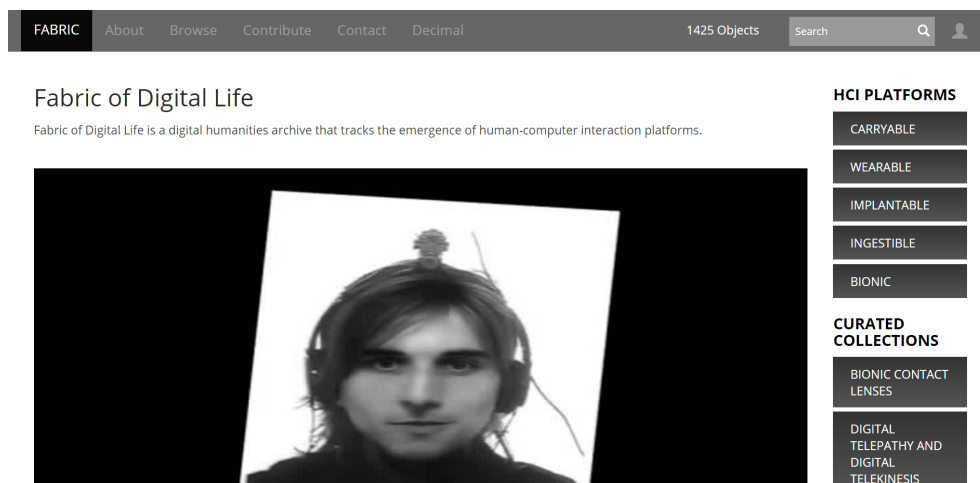 FABRIC About Browse Contribute Contact Decimal 1425 Objects Search
Fabric of Digital Life
Fabric of Digital Life is a digital humanities archive that tracks the emergence of human-computer interaction platforms.
HCI PLATFORMS
CARRYABLE
WEARABLE
IMPLANTABLE
INGESTIBLE
BIONIC
CURATED
COLLECTIONS
BIONIC CONTACT
LENSES
DIGITAL
TELEPATHY AND
DIGITAL
TELEKINESIS